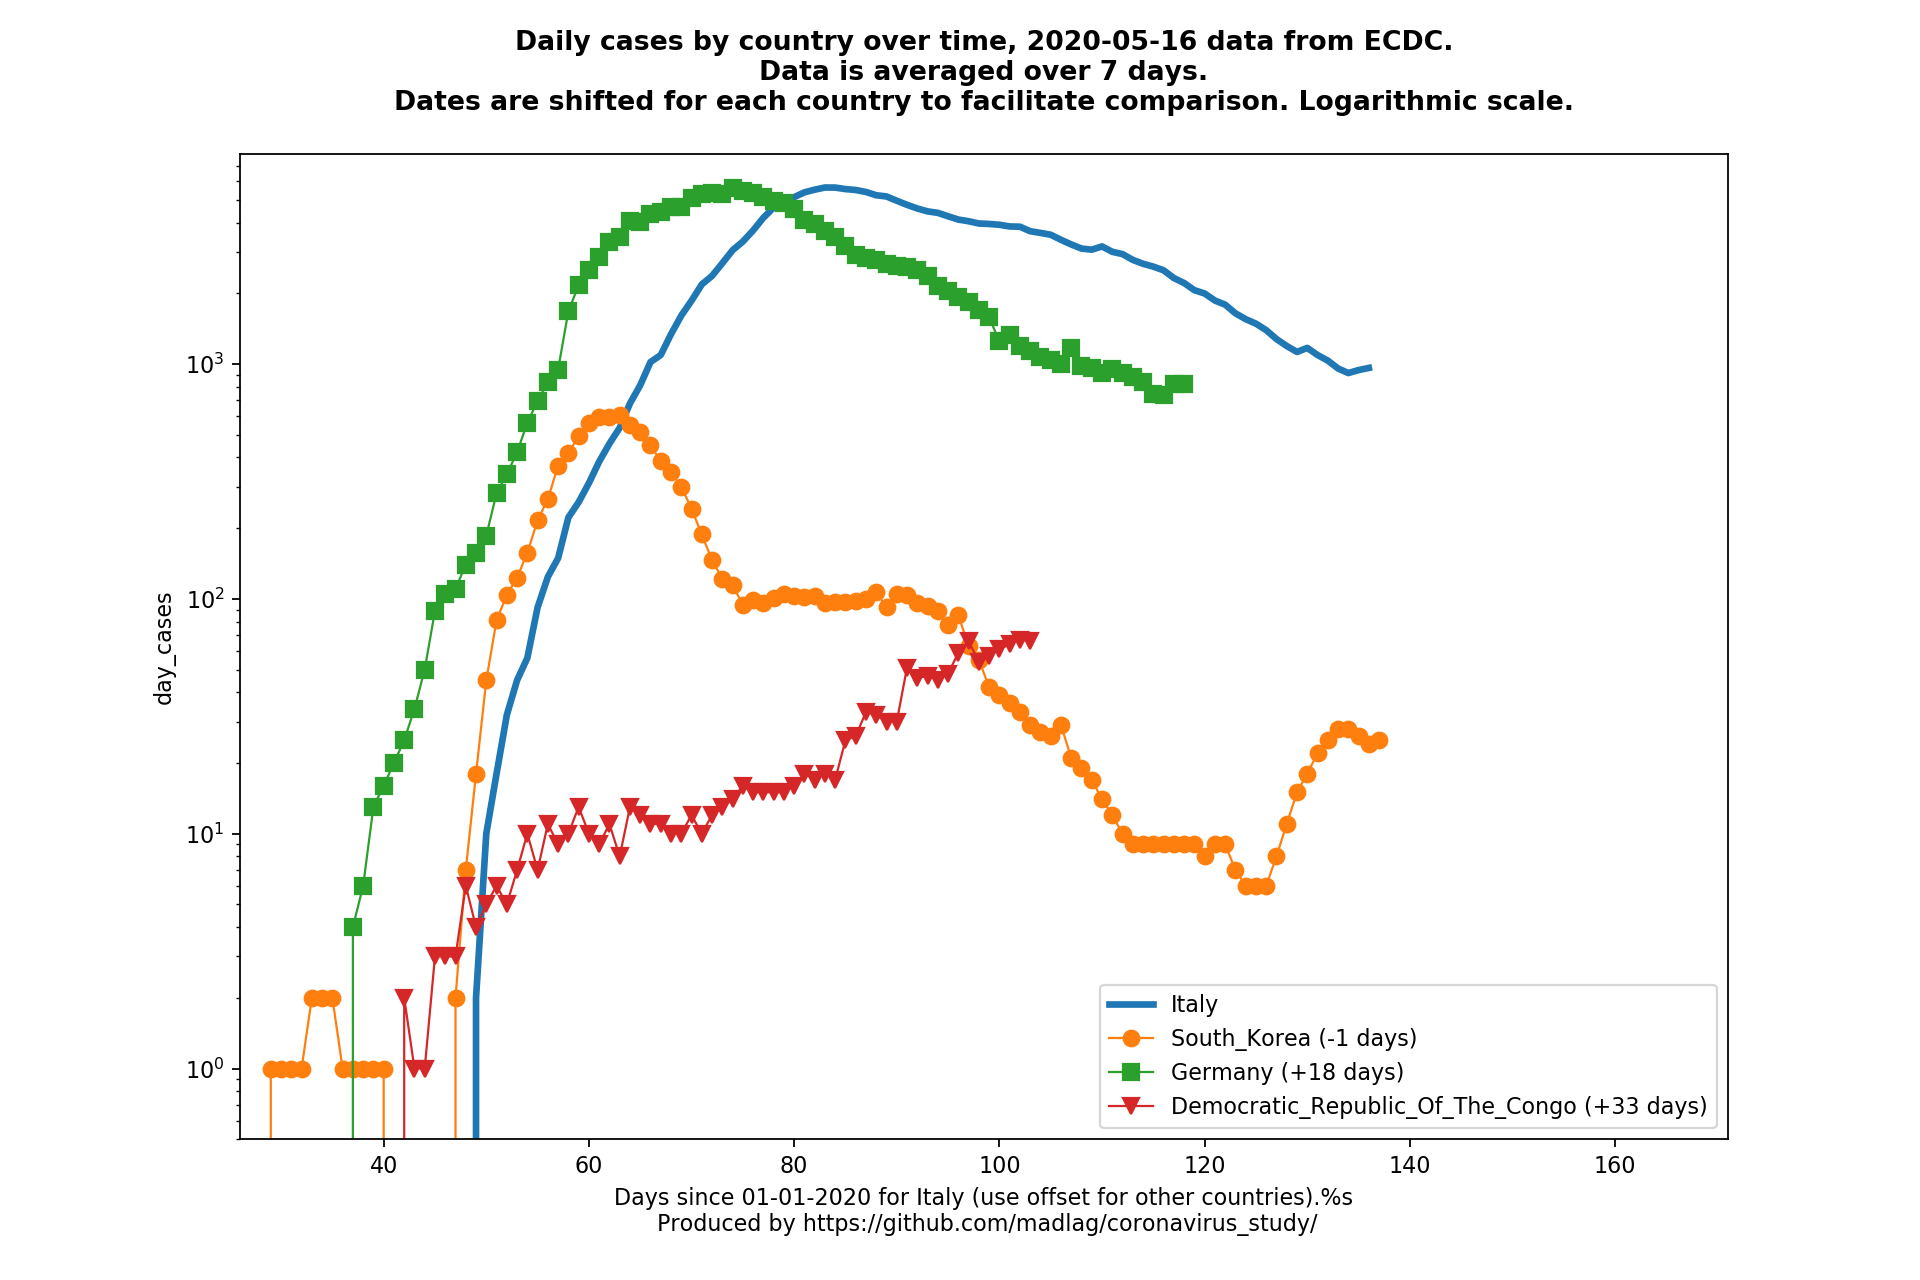 Daily cases by country over time, 2020-05-16 data from ECDC.
Data is averaged over 7 days.
Dates are shifted for each country to facilitate comparison. Logarithmic scale.
day_cases
10³
10²
10¹
10⁰
Italy
South_Korea (-1 days)
Germany (+18 days)
Democratic_Republic_Of_The_Congo (+33 days)
40 60 80 100 120 140 160
Days since 01-01-2020 for Italy (use offset for other countries).%s
Produced by https://github.com/madlag/coronavirus_study/